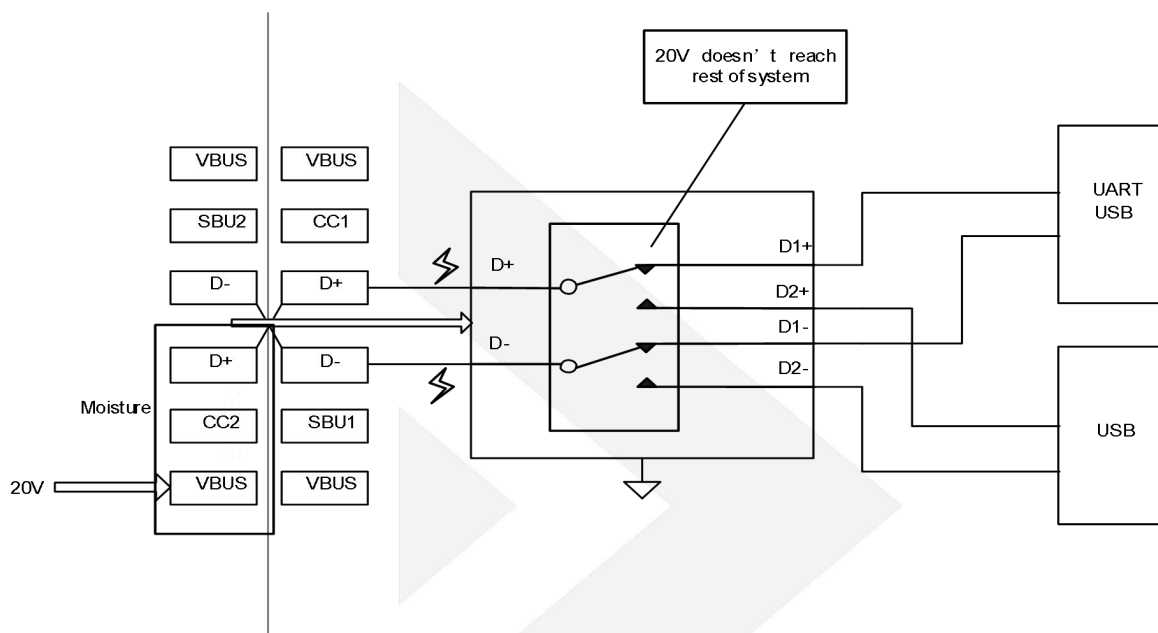 20V doesn't reach
rest of system
VBUS
VBUS
SBU2
CC1
D-
D+
D+
D-
CC2
SBU1
VBUS
VBUS
Moisture
20V
D+
D-
D1+
D2+
D1-
D2-
UART
USB
USB